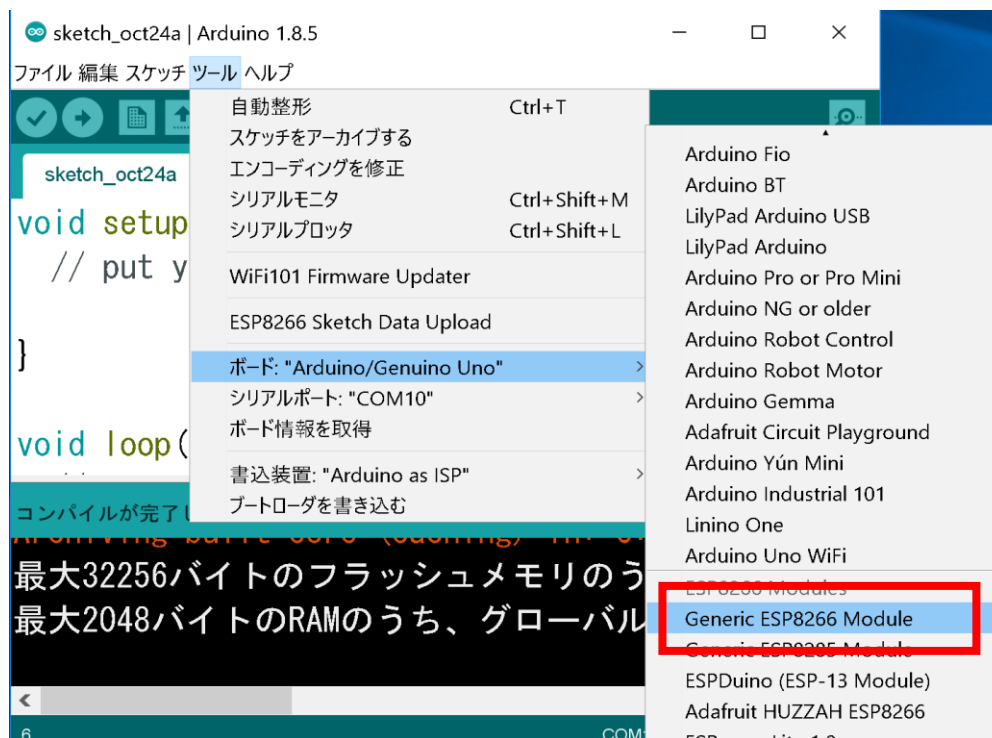 sketch_oct24a | Arduino 1.8.5
ファイル 編集 スケッチ ツール ヘルプ
自動整形 Ctrl+T
スケッチをアーカイブする
エンコーディングを修正
シリアルモニタ Ctrl+Shift+M
シリアルプロッタ Ctrl+Shift+L
WiFi101 Firmware Updater
ESP8266 Sketch Data Upload
ボード: "Arduino/Genuino Uno"
シリアルポート: "COM10"
ボード情報を取得
書込装置: "Arduino as ISP"
ブートローダを書き込む
Arduino Fio
Arduino BT
LilyPad Arduino USB
LilyPad Arduino
Arduino Pro or Pro Mini
Arduino NG or older
Arduino Robot Control
Arduino Robot Motor
Arduino Gemma
Adafruit Circuit Playground
Arduino Yún Mini
Arduino Industrial 101
Linino One
Arduino Uno WiFi
ESP8266 Modules
Generic ESP8266 Module
Generic ESP8285 Module
ESPDuino (ESP-13 Module)
Adafruit HUZZAH ESP8266
sketch_oct24a
void setup
// put y
}
void loop(
コンパイルが完了し
Archiving built core (caching) in:
最大32256バイトのフラッシュメモリのう
最大2048バイトのRAMのうち、グローバル
6 COM